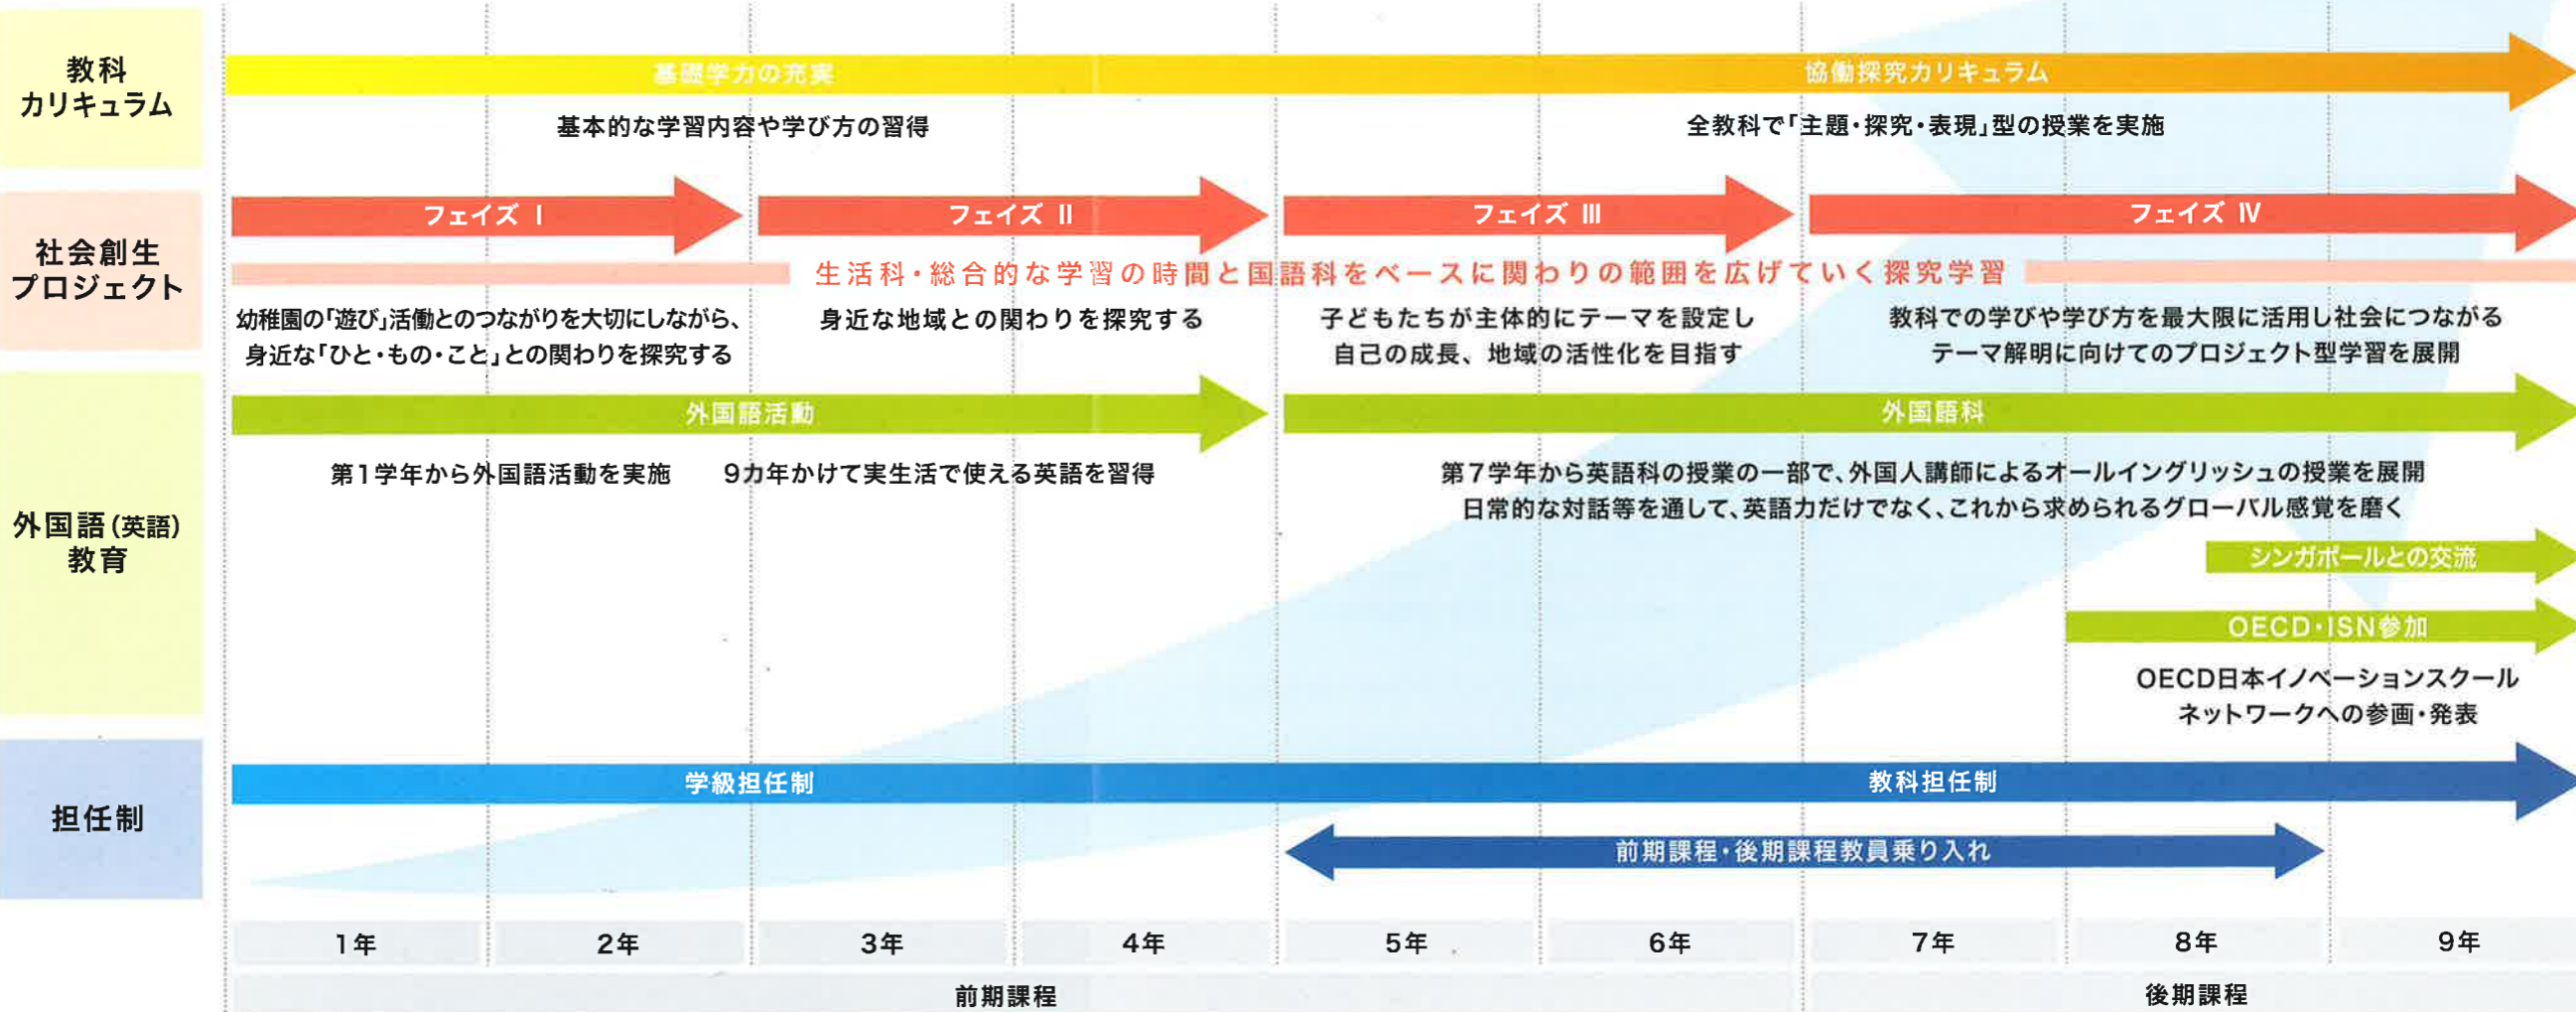 教科
カリキュラム
基礎学力の充実
協働探究カリキュラム
基本的な学習内容や学び方の習得
全教科で「主題・探究・表現」型の授業を実施
社会創生
プロジェクト
フェイズ Ⅰ
フェイズ Ⅱ
フェイズ Ⅲ
フェイズ Ⅳ
生活科・総合的な学習の時間と国語科をベースに関わりの範囲を広げていく探究学習
幼稚園の「遊び」活働とのつながりを大切にしながら、
身近な「ひと・もの・こと」との関わりを探究する
身近な地域との関わりを探究する
子どもたちが主体的にテーマを設定し
自己の成長、地域の活性化を目指す
教科での学びや学び方を最大限に活用し社会につながる
テーマ解明に向けてのプロジェクト型学習を展開
外国語(英語)
教育
外国語活動
外国語科
第1学年から外国語活動を実施
9カ年かけて実生活で使える英語を習得
第7学年から英語科の授業の一部で、外国人講師によるオールイングリッシュの授業を展開
日常的な対話等を通して、英語力だけでなく、これから求められるグローバル感覚を磨く
シンガポールとの交流
OECD・ISN参加
OECD日本イノベーションスクール
ネットワークへの参画・発表
担任制
学級担任制
教科担任制
前期課程・後期課程教員乗り入れ
1年
2年
3年
4年
5年
6年
7年
8年
9年
前期課程
後期課程